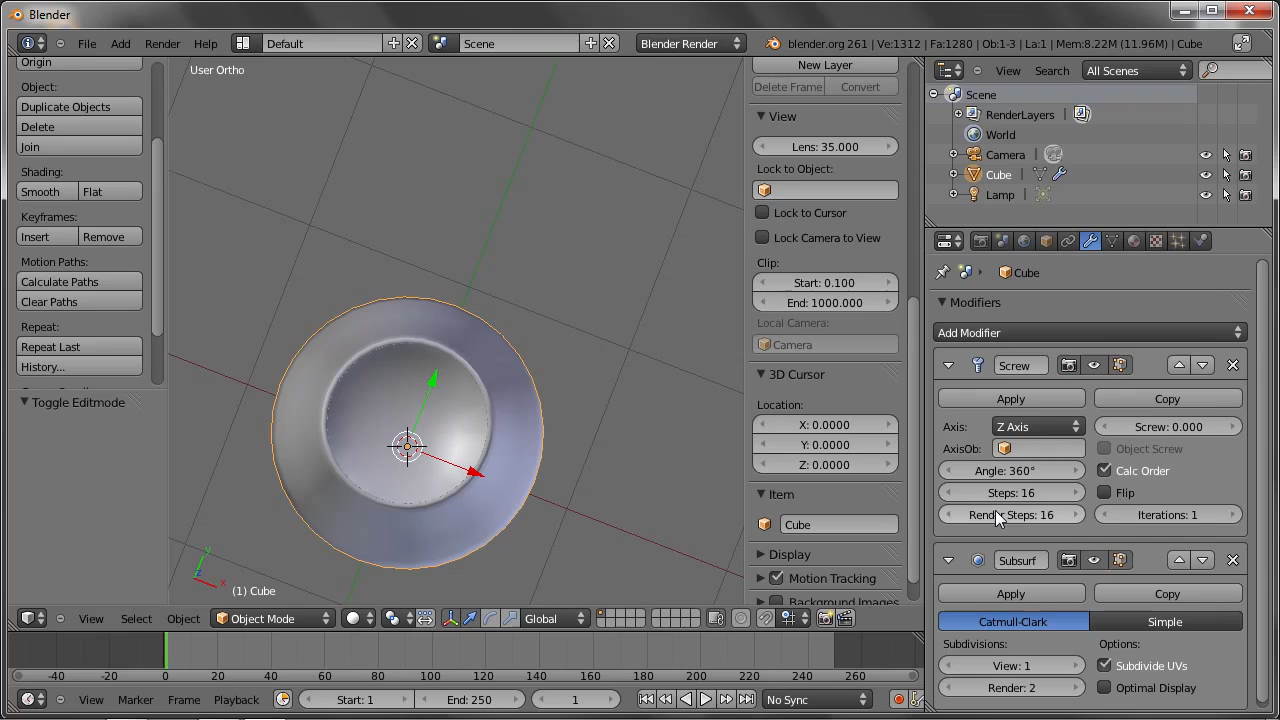 Blender
File Add Render Help Default Scene Blender Render blender.org 261 | Ve:1312 | Fa:1280 | Ob:1-3 | La:1 | Mem:8.22M (11.96M) | Cube
Origin
Object:
Duplicate Objects
Delete
Join
Shading:
Smooth Flat
Keyframes:
Insert Remove
Motion Paths:
Calculate Paths
Clear Paths
Repeat:
Repeat Last
History...
Toggle Editmode
User Ortho
y
z
x
(1) Cube
New Layer
Delete Frame Convert
View
Lens: 35.000
Lock to Object:
Lock to Cursor
Lock Camera to View
Clip:
Start: 0.100
End: 1000.000
Local Camera:
Camera
3D Cursor
Location:
X: 0.0000
Y: 0.0000
Z: 0.0000
Item
Cube
Display
Motion Tracking
Background Images
View Search All Scenes
Scene
RenderLayers |
World
Camera |
Cube |
Lamp |
Cube
Modifiers
Add Modifier
Screw
Apply Copy
Axis: Z Axis Screw: 0.000
AxisOb: Object Screw
Angle: 360° Calc Order
Steps: 16 Flip
Render Steps: 16 Iterations: 1
Subsurf
Apply Copy
Catmull-Clark Simple
Subdivisions: Options:
View: 1 Subdivide UVs
Render: 2 Optimal Display
View Select Object Object Mode Global
-40 -20 0 20 40 60 80 100 120 140 160 180 200 220 240 260
View Marker Frame Playback Start: 1 End: 250 1 No Sync